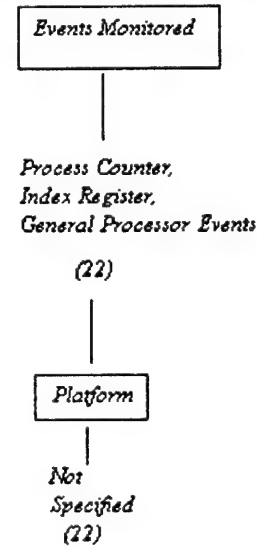 Events Monitored
Process Counter,
Index Register,
General Processor Events
(22)
Platform
Not
Specified
(22)